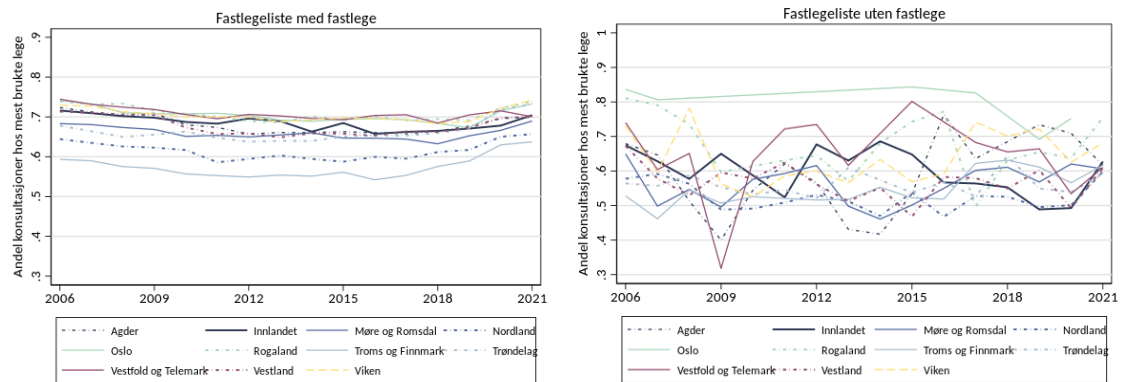 Fastlegeliste med fastlege
Andel konsultasjoner hos mest brukte lege
.9
.8
.7
.6
.5
.4
.3
2006 2009 2012 2015 2018 2021
Agder Innlandet Møre og Romsdal Nordland
Oslo Rogaland Troms og Finnmark Trøndelag
Vestfold og Telemark Vestland Viken
Fastlegeliste uten fastlege
Andel konsultasjoner hos mest brukte lege
1
.9
.8
.7
.6
.5
.4
.3
2006 2009 2012 2015 2018 2021
Agder Innlandet Møre og Romsdal Nordland
Oslo Rogaland Troms og Finnmark Trøndelag
Vestfold og Telemark Vestland Viken